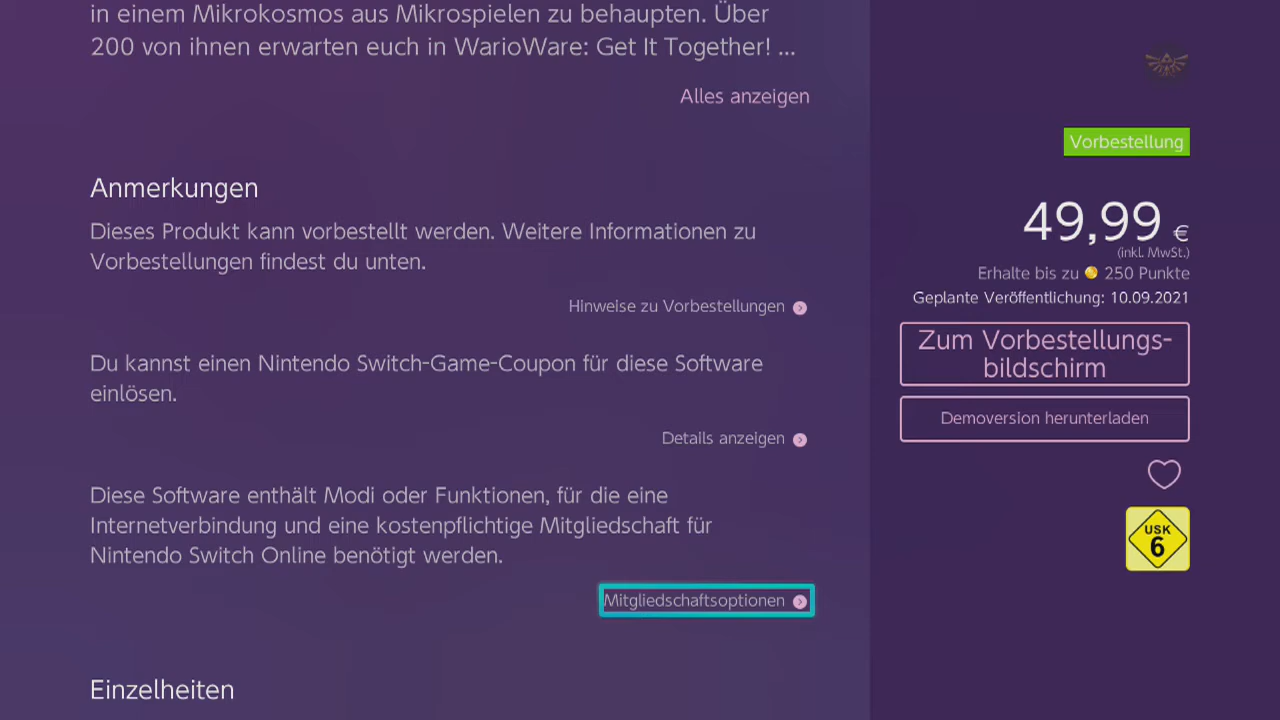 in einem Mikrokosmos aus Mikrospielen zu behaupten. Über
200 von ihnen erwarten euch in WarioWare: Get It Together! ...
Alles anzeigen
Anmerkungen
Dieses Produkt kann vorbestellt werden. Weitere Informationen zu
Vorbestellungen findest du unten.
Hinweise zu Vorbestellungen
Du kannst einen Nintendo Switch-Game-Coupon für diese Software
einlösen.
Details anzeigen
Diese Software enthält Modi oder Funktionen, für die eine
Internetverbindung und eine kostenpflichtige Mitgliedschaft für
Nintendo Switch Online benötigt werden.
Mitgliedschaftsoptionen
Einzelheiten
Vorbestellung
49,99 €
(inkl. MwSt.)
Erhalte bis zu 250 Punkte
Geplante Veröffentlichung: 10.09.2021
Zum Vorbestellungs-
bildschirm
Demoversion herunterladen
USK
6